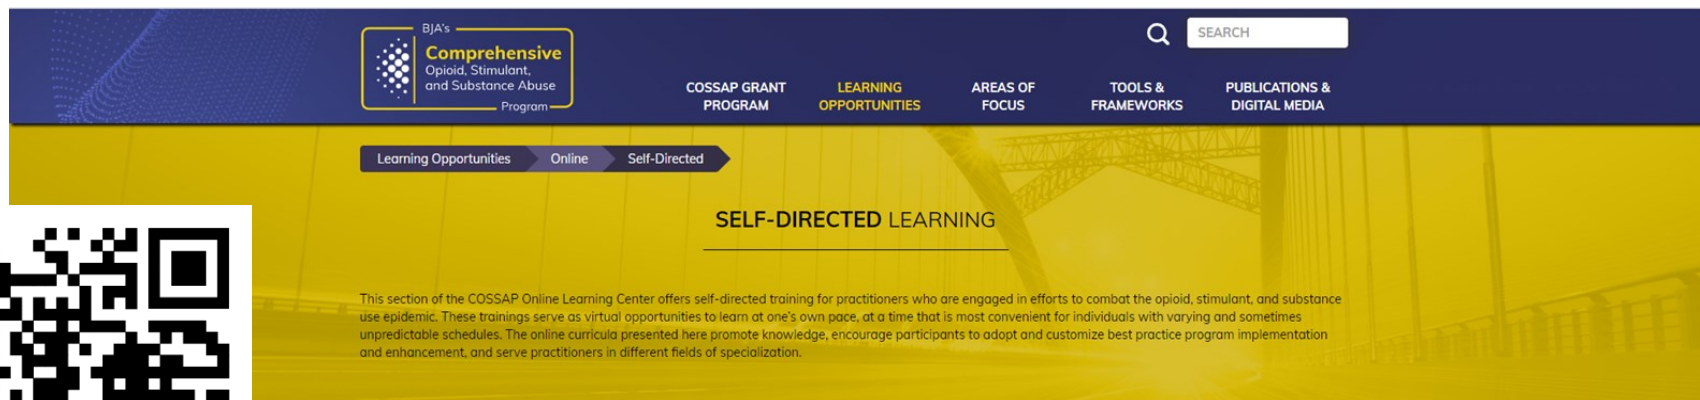 BJA's
Comprehensive
Opioid, Stimulant,
and Substance Abuse
Program
SEARCH
COSSAP GRANT
PROGRAM
LEARNING
OPPORTUNITIES
AREAS OF
FOCUS
TOOLS &
FRAMEWORKS
PUBLICATIONS &
DIGITAL MEDIA
Learning Opportunities
Online
Self-Directed
SELF-DIRECTED LEARNING
This section of the COSSAP Online Learning Center offers self-directed training for practitioners who are engaged in efforts to combat the opioid, stimulant, and substance
use epidemic. These trainings serve as virtual opportunities to learn at one's own pace, at a time that is most convenient for individuals with varying and sometimes
unpredictable schedules. The online curricula presented here promote knowledge, encourage participants to adopt and customize best practice program implementation
and enhancement, and serve practitioners in different fields of specialization.